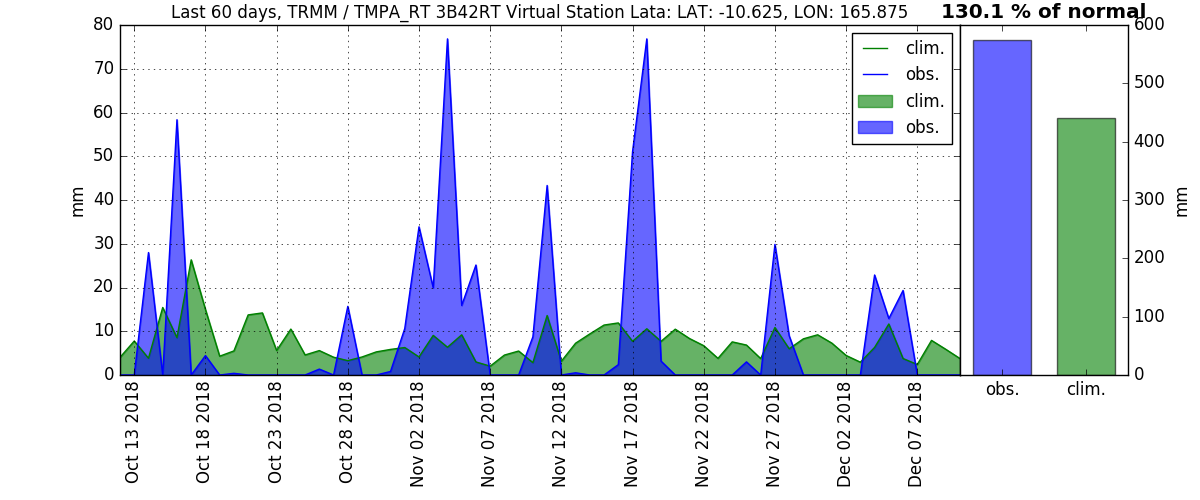 Last 60 days, TRMM / TMPA_RT 3B42RT Virtual Station Lata: LAT: -10.625, LON: 165.875
130.1 % of normal
80
70
60
50
40
30
20
10
0
mm
clim.
obs.
clim.
obs.
600
500
400
300
200
100
0
mm
obs.
clim.
Oct 13 2018
Oct 18 2018
Oct 23 2018
Oct 28 2018
Nov 02 2018
Nov 07 2018
Nov 12 2018
Nov 17 2018
Nov 22 2018
Nov 27 2018
Dec 02 2018
Dec 07 2018